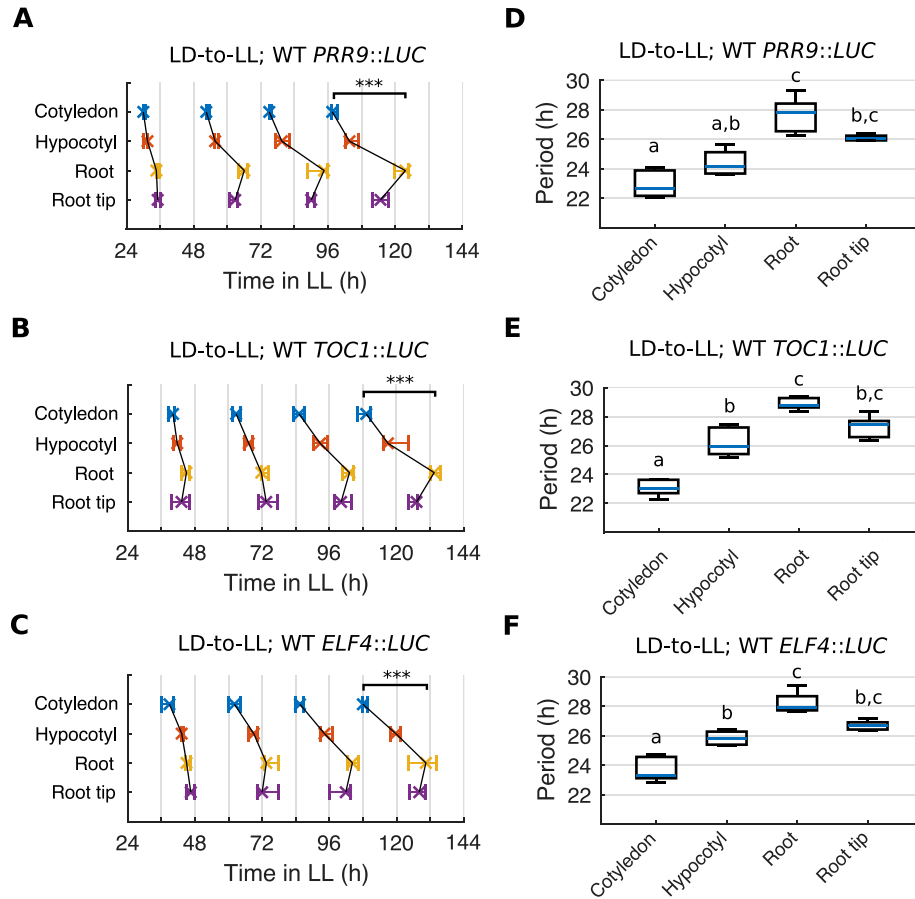 A
LD-to-LL; WT PRR9::LUC
***
Cotyledon
Hypocotyl
Root
Root tip
24 48 72 96 120 144
Time in LL (h)
D
LD-to-LL; WT PRR9::LUC
Period (h)
30
28
26
24
22
a
a,b
c
b,c
Cotyledon
Hypocotyl
Root
Root tip
B
LD-to-LL; WT TOC1::LUC
***
Cotyledon
Hypocotyl
Root
Root tip
24 48 72 96 120 144
Time in LL (h)
E
LD-to-LL; WT TOC1::LUC
Period (h)
30
28
26
24
22
a
b
c
b,c
Cotyledon
Hypocotyl
Root
Root tip
C
LD-to-LL; WT ELF4::LUC
***
Cotyledon
Hypocotyl
Root
Root tip
24 48 72 96 120 144
Time in LL (h)
F
LD-to-LL; WT ELF4::LUC
Period (h)
30
28
26
24
22
a
b
c
b,c
Cotyledon
Hypocotyl
Root
Root tip